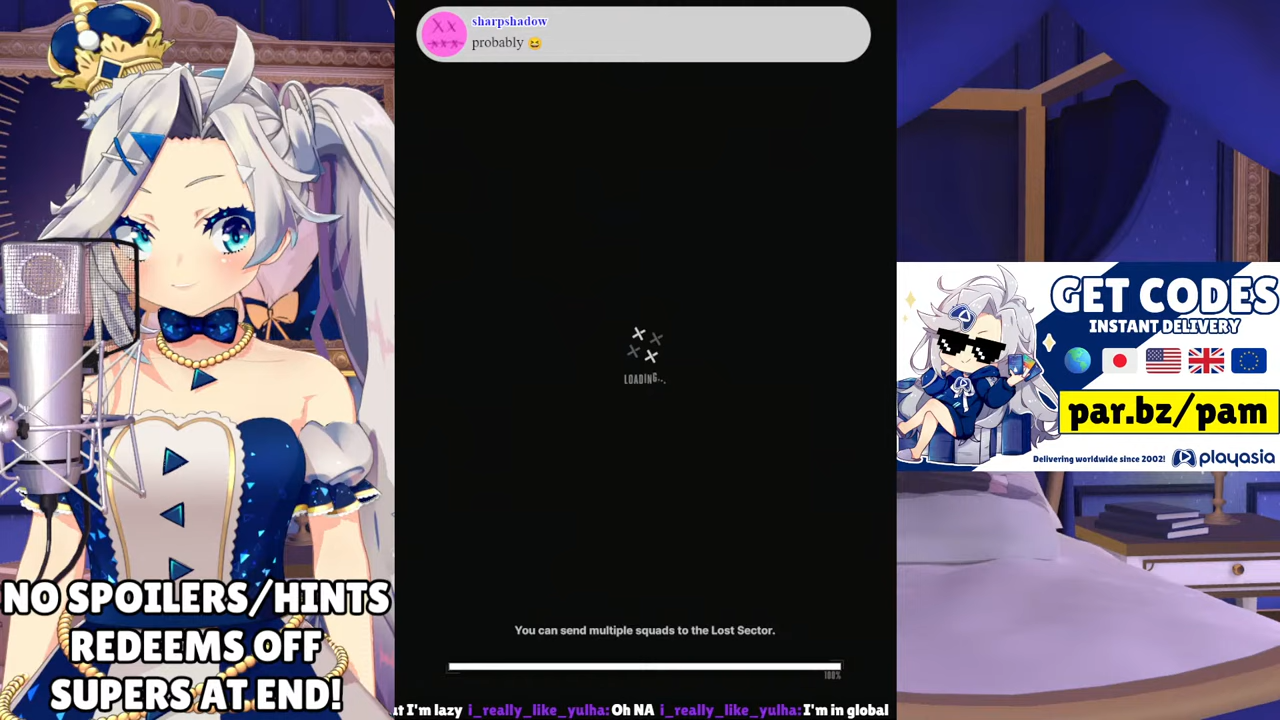 sharpshadow
probably 😆
LOADING...
You can send multiple squads to the Lost Sector.
100%
I'm lazy i_really_like_yulha: Oh NA i_really_like_yulha: I'm in global
NO SPOILERS/HINTS
REDEEMS OFF
SUPERS AT END!
GET CODES
INSTANT DELIVERY
par.bz/pam
Delivering worldwide since 2002! playasia